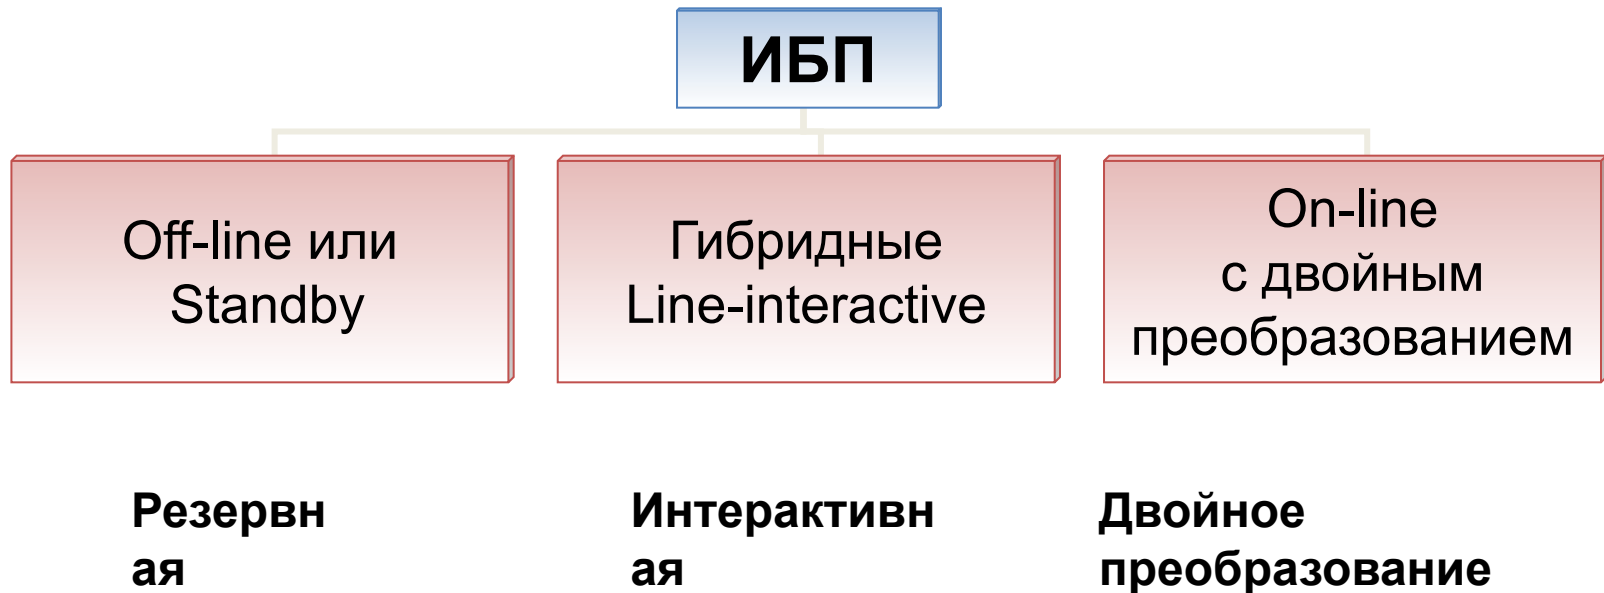 ИБП
Off-line или
Standby
Гибридные
Line-interactive
On-line
с двойным
преобразованием
Резервн
ая
Интерактивн
ая
Двойное
преобразование